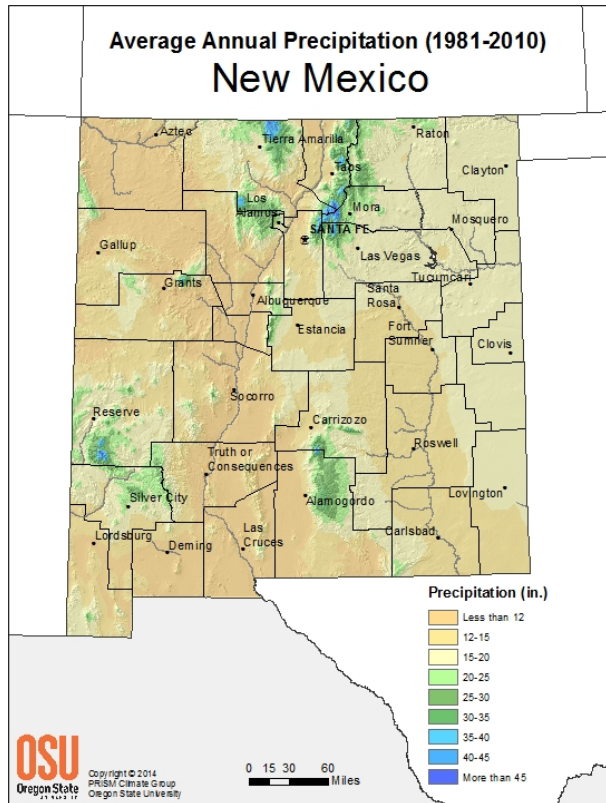 Average Annual Precipitation (1981-2010)
New Mexico
Aztec
Raton
Tierra Amarilla
Taos
Clayton
Los
Alamos
Mora
Mosquero
SANTA FE
Gallup
Las Vegas
Tucumcari
Grants
Santa
Rosa
Albuquerque
Estancia
Fort
Sumner
Clovis
Socorro
Reserve
Carrizozo
Roswell
Truth or
Consequences
Silver City
Alamogordo
Lovington
Lordsburg
Deming
Las
Cruces
Carlsbad
Precipitation (in.)
Less than 12
12-15
15-20
20-25
25-30
30-35
35-40
40-45
More than 45
OSU
Oregon State
UNIVERSITY
Copyright © 2014
PRISM Climate Group
Oregon State University
0 15 30 60
Miles